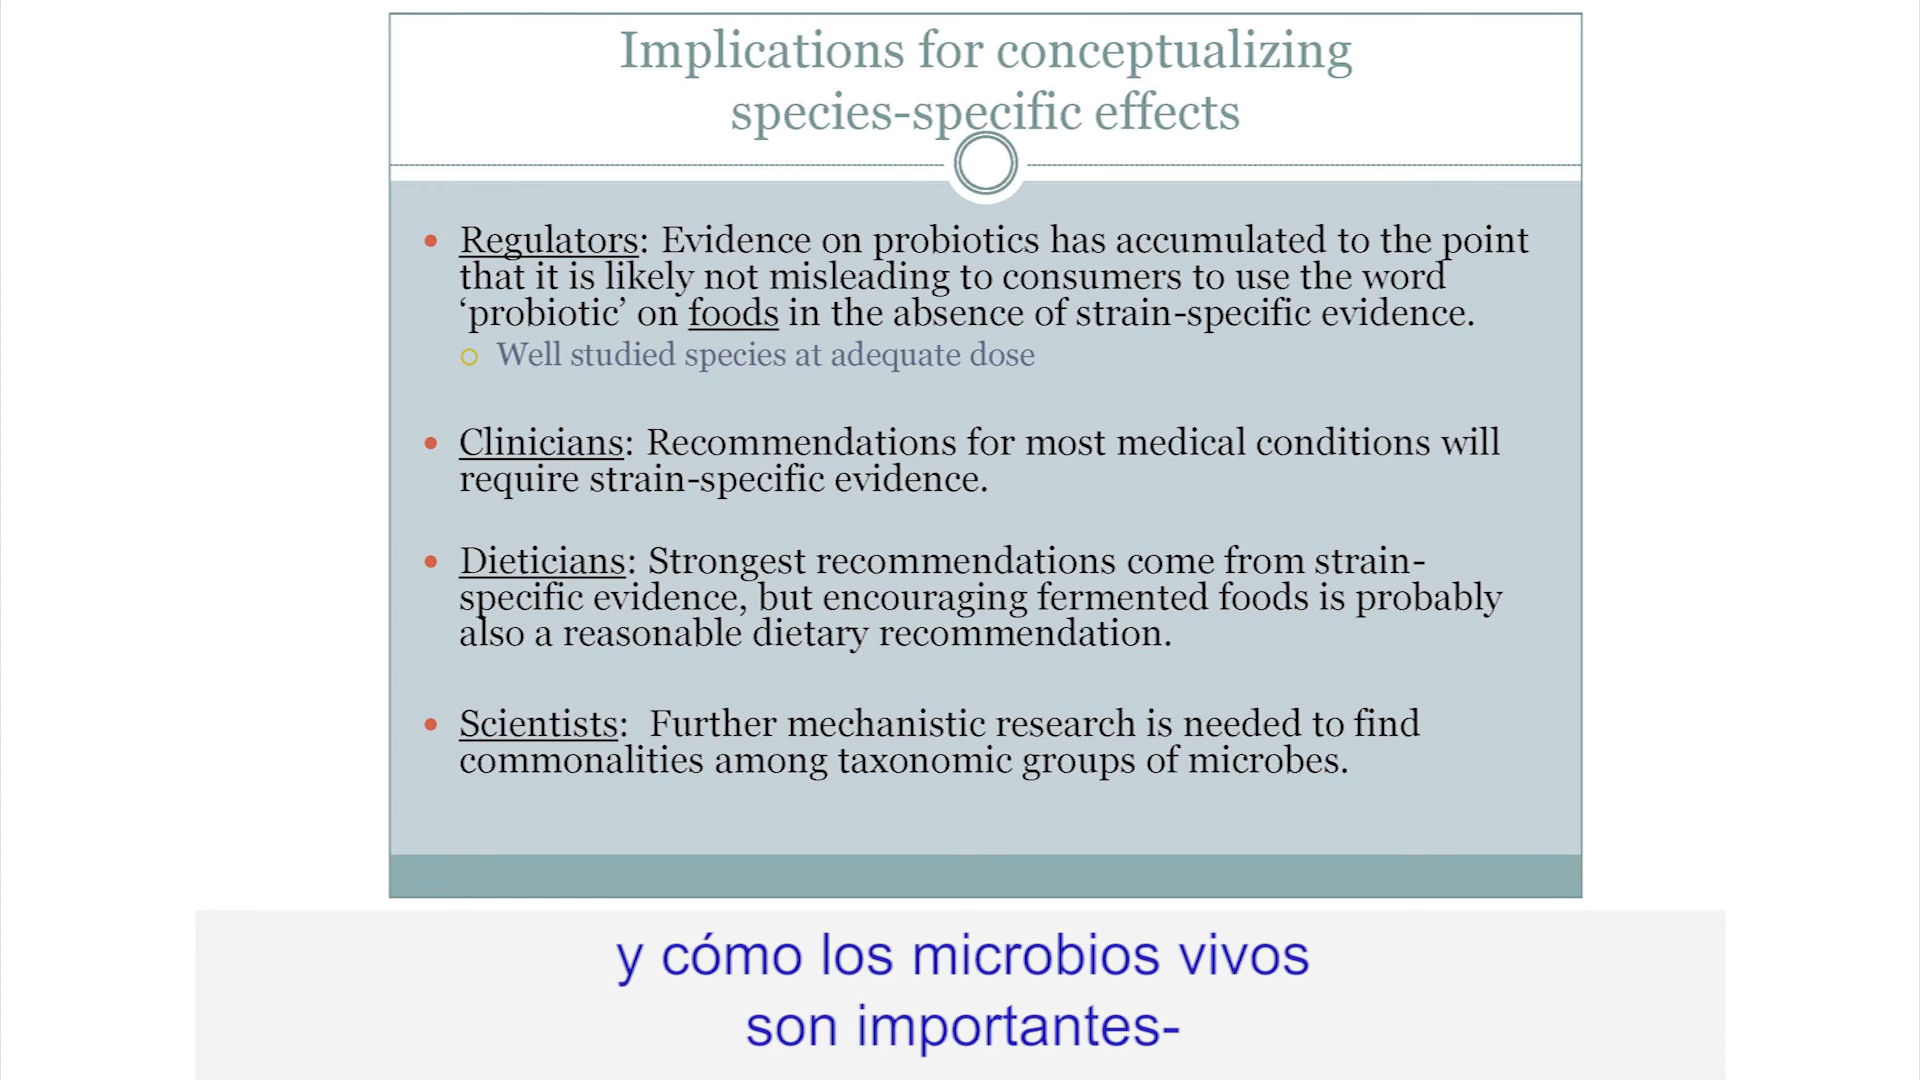 Implications for conceptualizing
species-specific effects
Regulators: Evidence on probiotics has accumulated to the point
that it is likely not misleading to consumers to use the word
‘probiotic’ on foods in the absence of strain-specific evidence.
Well studied species at adequate dose
Clinicians: Recommendations for most medical conditions will
require strain-specific evidence.
Dieticians: Strongest recommendations come from strain-
specific evidence, but encouraging fermented foods is probably
also a reasonable dietary recommendation.
Scientists: Further mechanistic research is needed to find
commonalities among taxonomic groups of microbes.
y cómo los microbios vivos
son importantes-